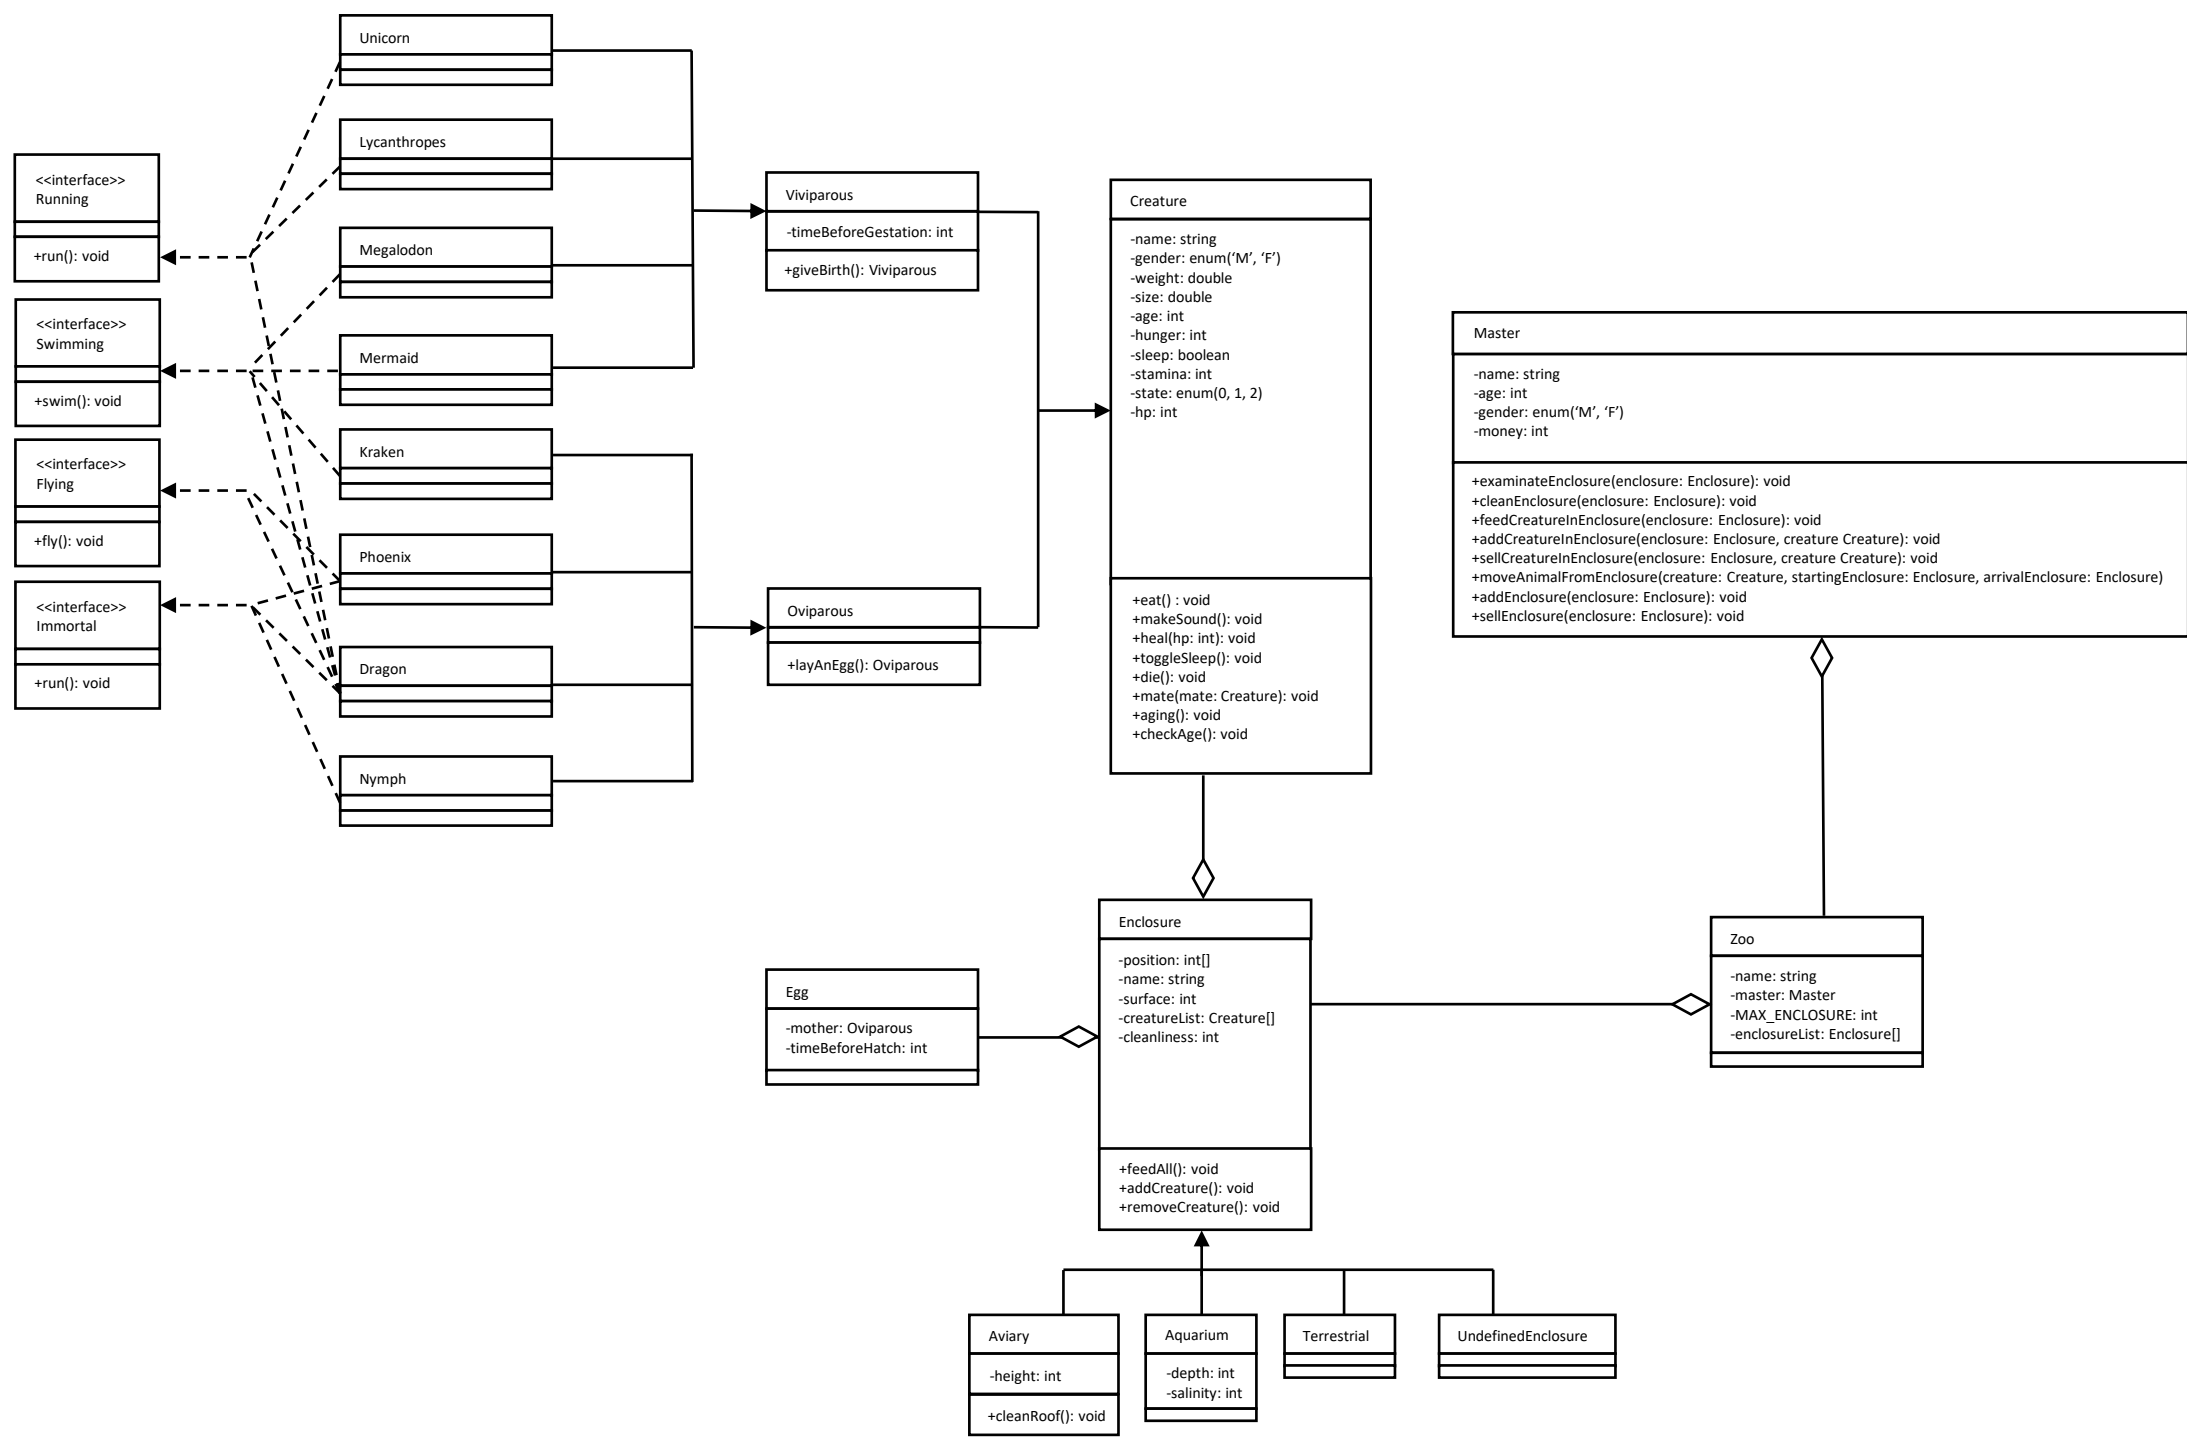 Unicorn
Lycanthropes
Megalodon
Mermaid
Kraken
Phoenix
Dragon
Nymph
<<interface>>
Running
+run(): void
<<interface>>
Swimming
+swim(): void
<<interface>>
Flying
+fly(): void
<<interface>>
Immortal
+run(): void
Viviparous
-timeBeforeGestation: int
+giveBirth(): Viviparous
Oviparous
+layAnEgg(): Oviparous
Creature
-name: string
-gender: enum(‘M’, ‘F’)
-weight: double
-size: double
-age: int
-hunger: int
-sleep: boolean
-stamina: int
-state: enum(0, 1, 2)
-hp: int
+eat() : void
+makeSound(): void
+heal(hp: int): void
+toggleSleep(): void
+die(): void
+mate(mate: Creature): void
+aging(): void
+checkAge(): void
Master
-name: string
-age: int
-gender: enum(‘M’, ‘F’)
-money: int
+examinateEnclosure(enclosure: Enclosure): void
+cleanEnclosure(enclosure: Enclosure): void
+feedCreatureInEnclosure(enclosure: Enclosure): void
+addCreatureInEnclosure(enclosure: Enclosure, creature Creature): void
+sellCreatureInEnclosure(enclosure: Enclosure, creature Creature): void
+moveAnimalFromEnclosure(creature: Creature, startingEnclosure: Enclosure, arrivalEnclosure: Enclosure)
+addEnclosure(enclosure: Enclosure): void
+sellEnclosure(enclosure: Enclosure): void
Egg
-mother: Oviparous
-timeBeforeHatch: int
Enclosure
-position: int[]
-name: string
-surface: int
-creatureList: Creature[]
-cleanliness: int
+feedAll(): void
+addCreature(): void
+removeCreature(): void
Zoo
-name: string
-master: Master
-MAX_ENCLOSURE: int
-enclosureList: Enclosure[]
Aviary
-height: int
+cleanRoof(): void
Aquarium
-depth: int
-salinity: int
Terrestrial
UndefinedEnclosure